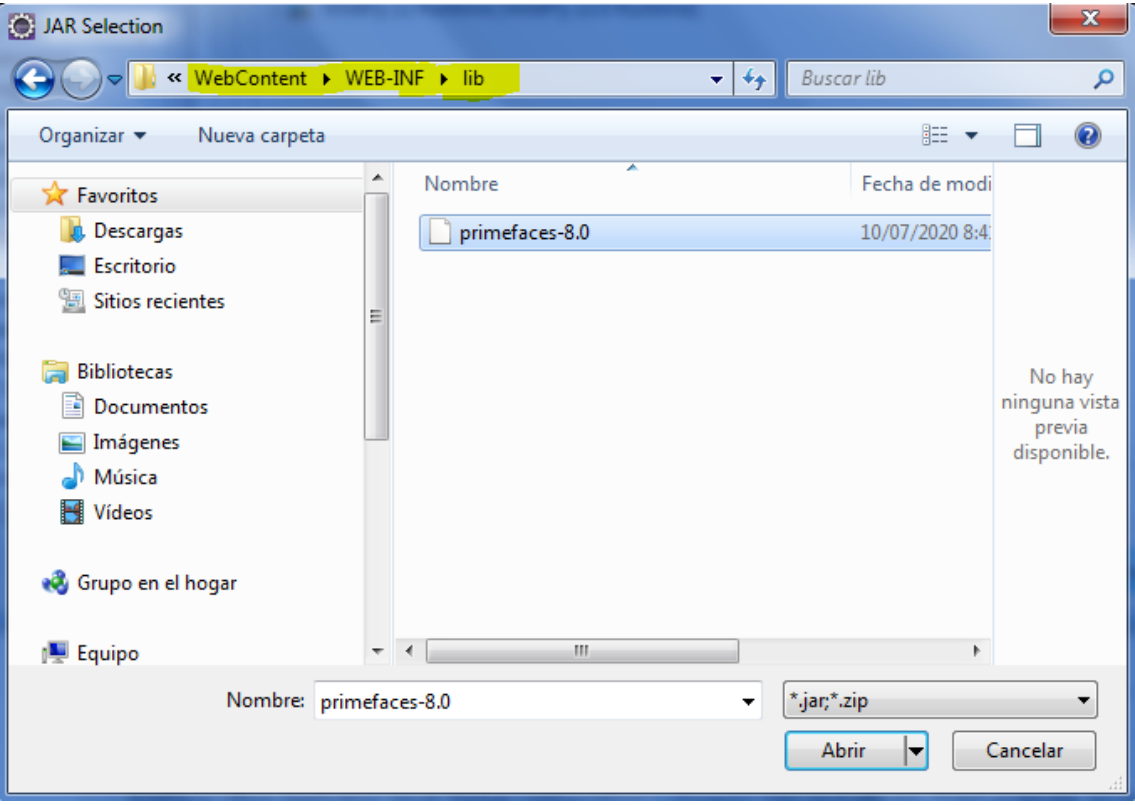 JAR Selection
« WebContent WEB-INF lib
Buscar lib
Organizar
Nueva carpeta
Nombre
Fecha de modi
Favoritos
Descargas
Escritorio
Sitios recientes
Bibliotecas
Documentos
Imágenes
Música
Vídeos
Grupo en el hogar
Equipo
primefaces-8.0
10/07/2020 8:4
No hay
ninguna vista
previa
disponible.
Nombre: primefaces-8.0
*.jar;*.zip
Abrir
Cancelar